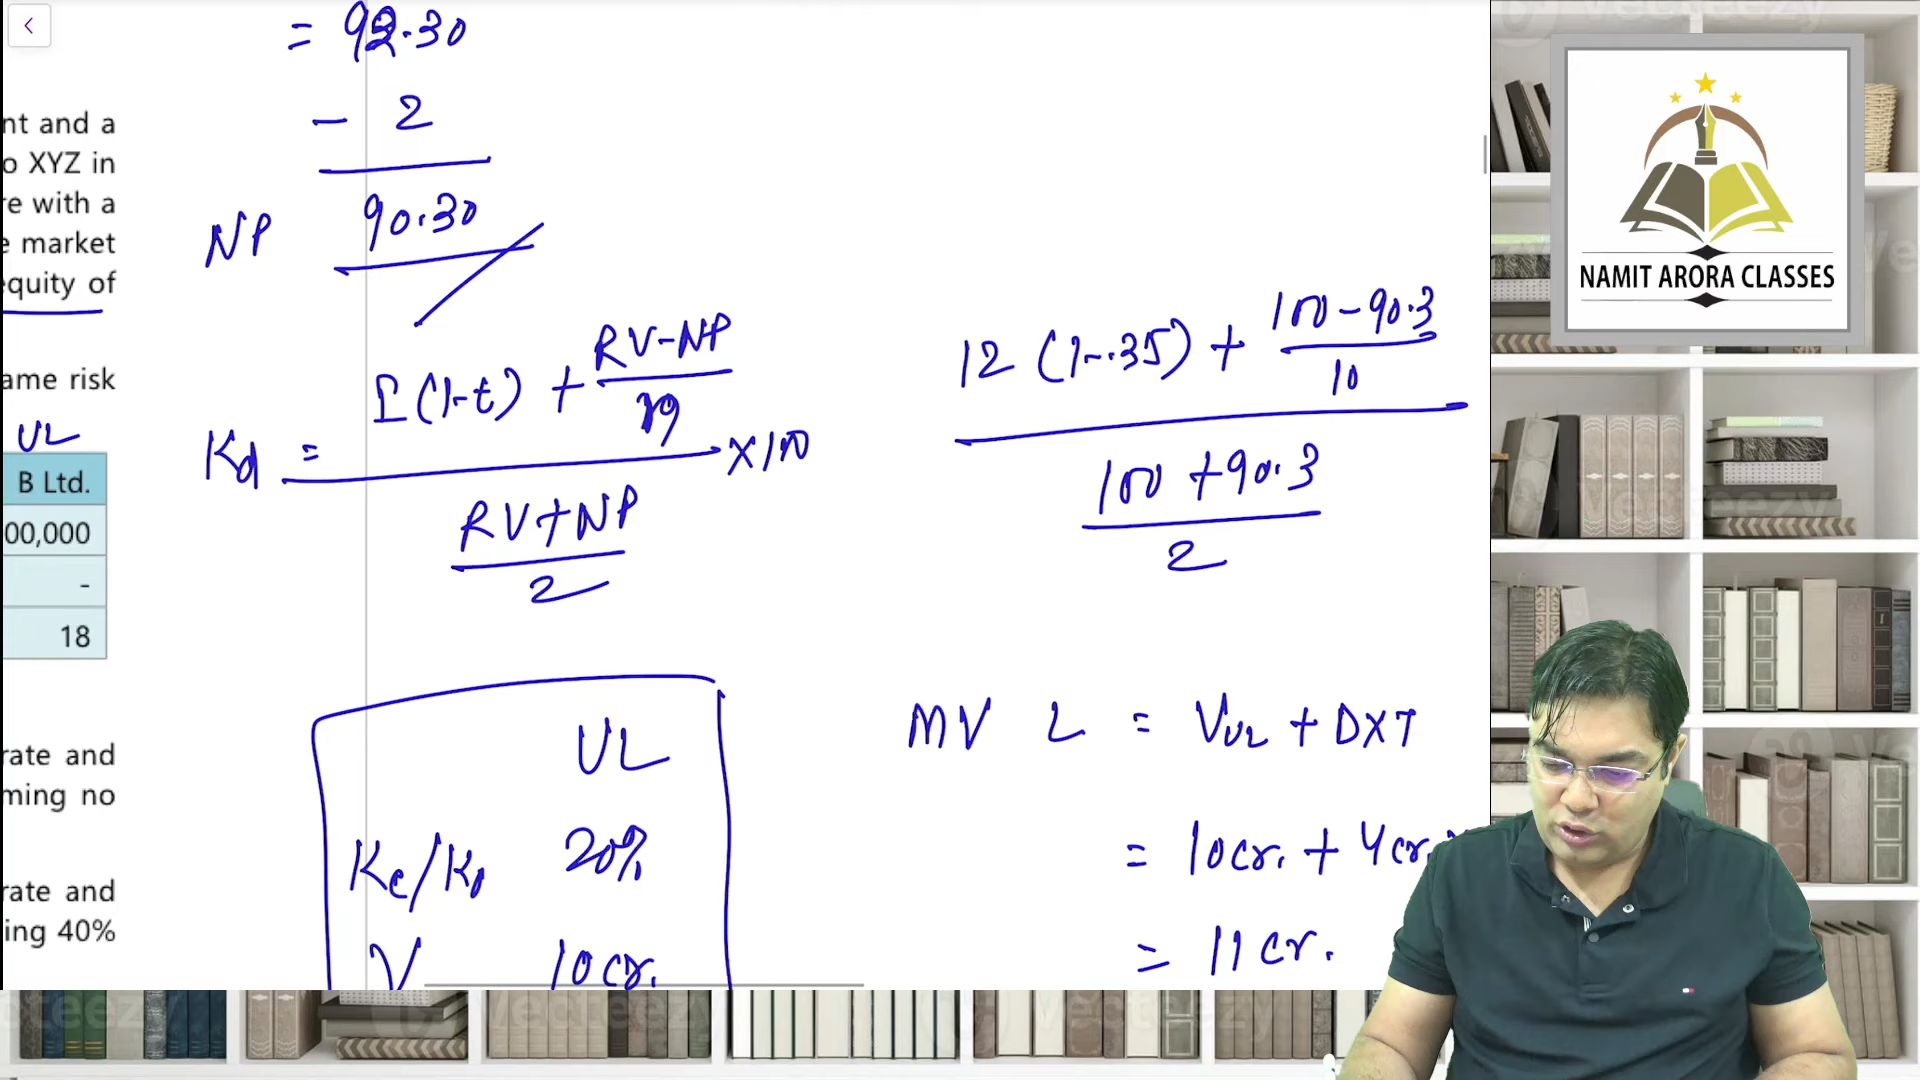 = 92.30
- 2
NP 90.30
Kd = I(1-t) + RV-NP / n / RV+NP / 2 X100
12 (1-.35) + 100-90.3 / 10 / 100+90.3 / 2
UL
Ke/Ko 20%
V 10cr.
MV L = VUL + DXT
= 10cr. + 4cr.
= 11 cr.
nt and a
o XYZ in
re with a
e market
equity of
ame risk
UL
B Ltd.
00,000
-
18
rate and
ming no
rate and
ing 40%
NAMIT ARORA CLASSES